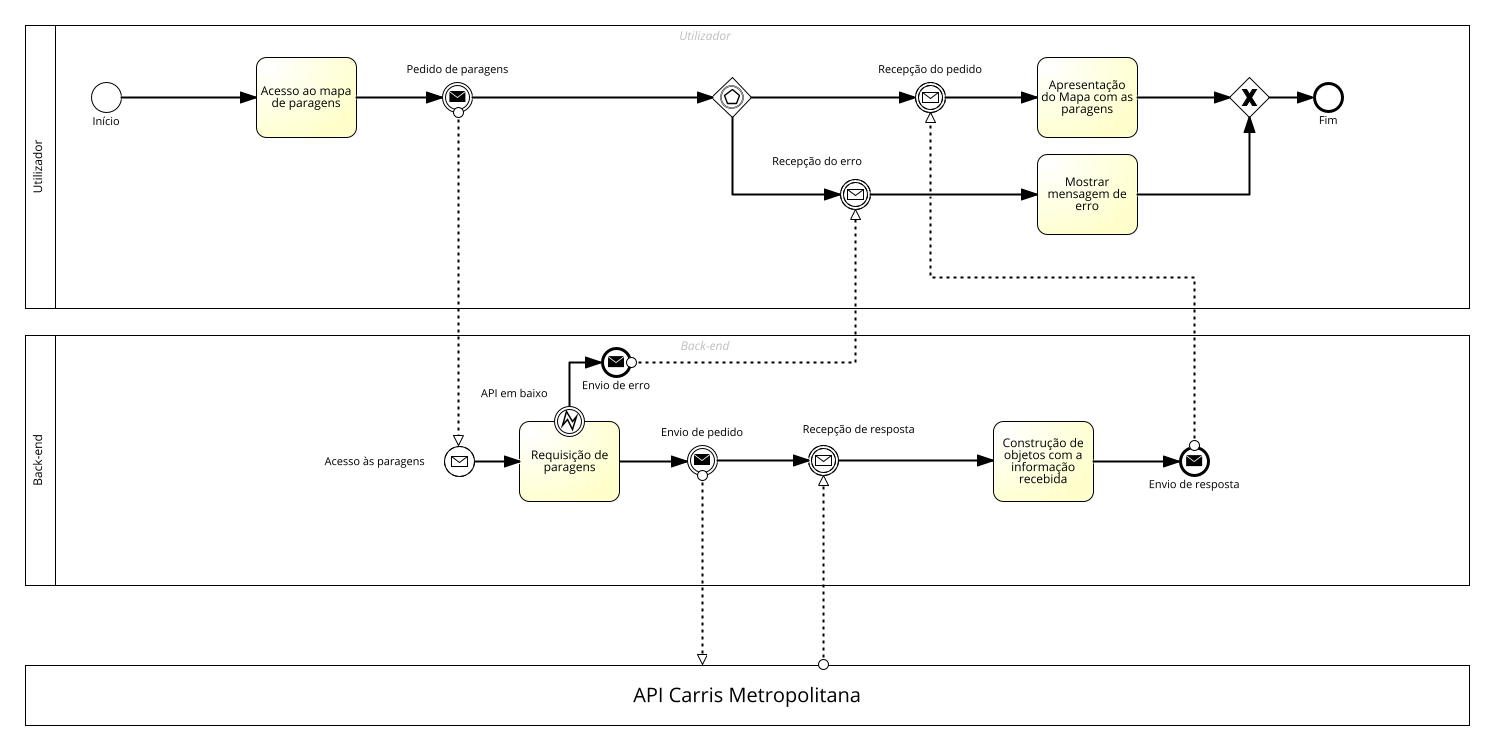 Utilizador
Utilizador
Início
Acesso ao mapa
de paragens
Pedido de paragens
Recepção do pedido
Apresentação
do Mapa com as
paragens
Fim
Recepção do erro
Mostrar
mensagem de
erro
Back-end
Back-end
Envio de erro
API em baixo
Acesso às paragens
Requisição de
paragens
Envio de pedido
Recepção de resposta
Construção de
objetos com a
informação
recebida
Envio de resposta
API Carris Metropolitana